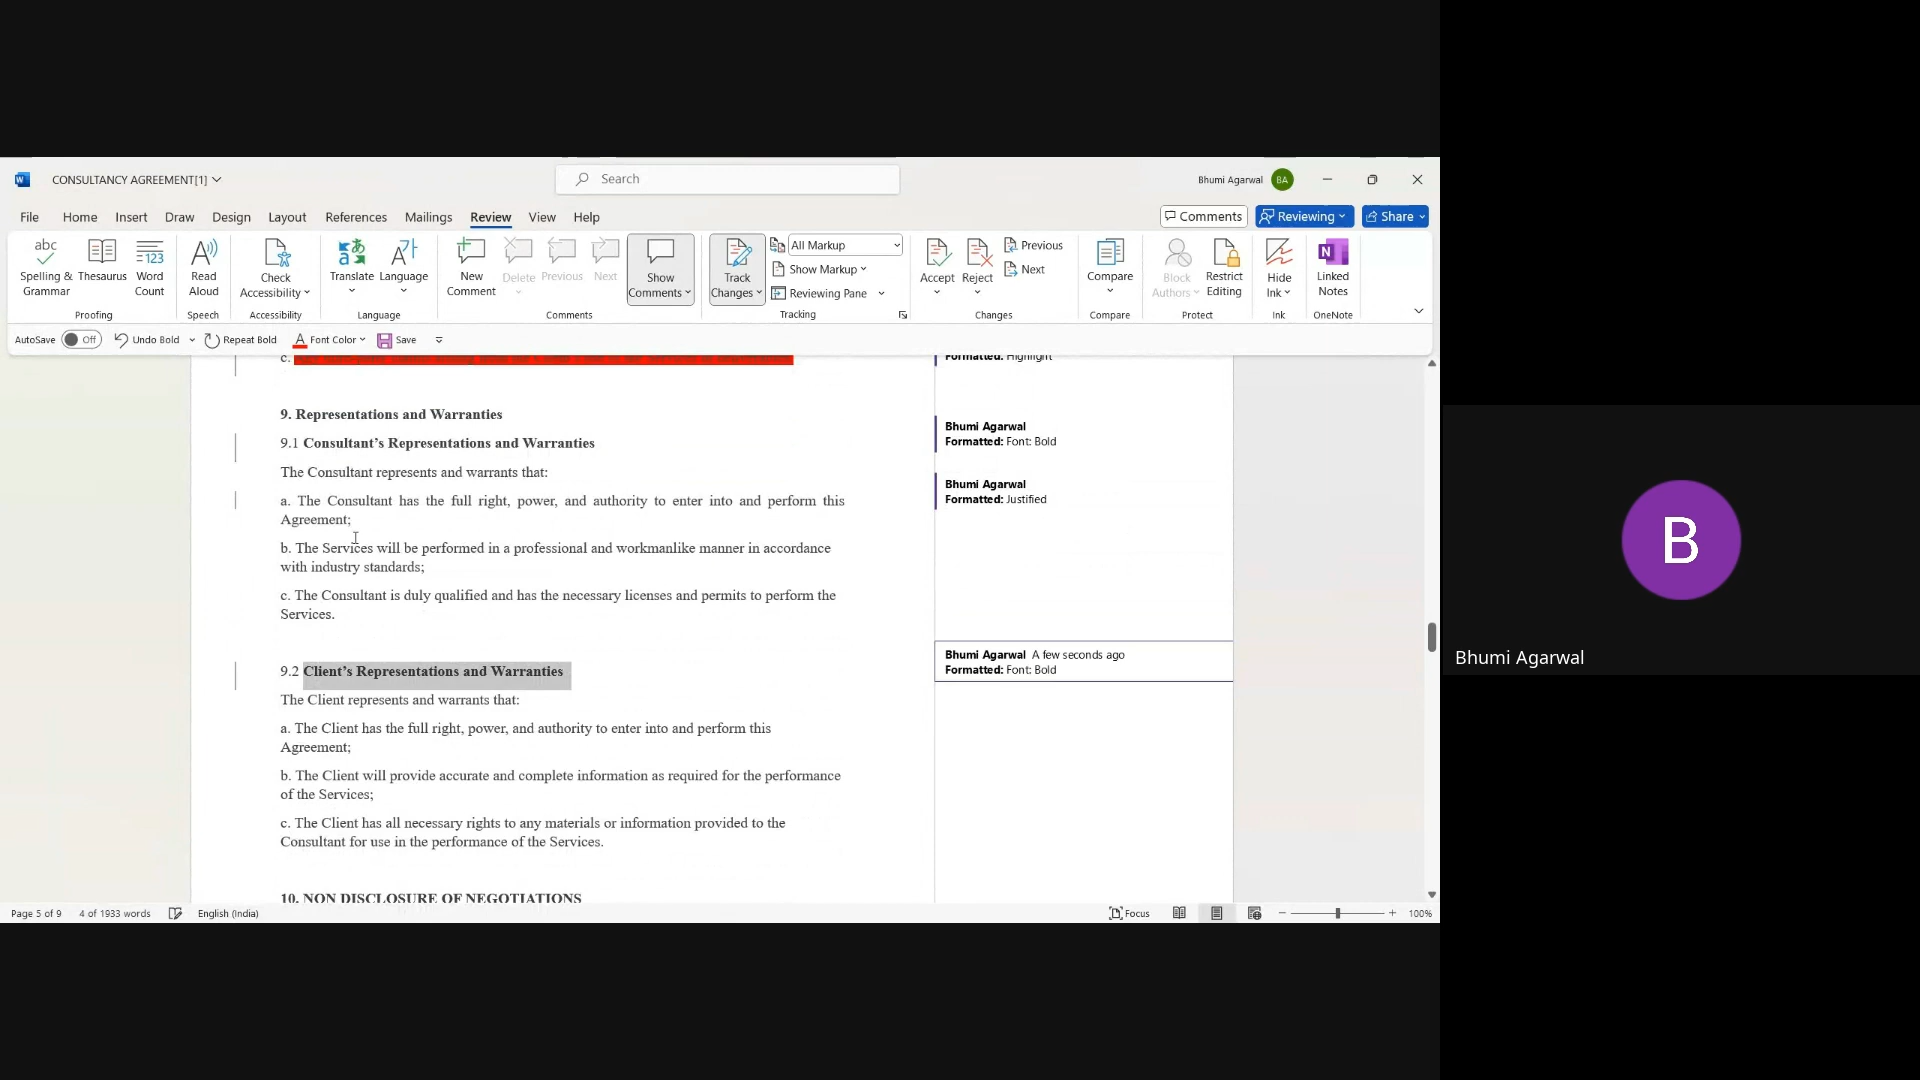 CONSULTANCY AGREEMENT[1]
Search
Bhumi Agarwal BA
File Home Insert Draw Design Layout References Mailings Review View Help
Comments Reviewing Share
abc
Spelling & Grammar
Thesaurus
123
Word Count
Read Aloud
Check Accessibility
Translate
Language
New Comment
Delete
Previous
Next
Show Comments
Track Changes
All Markup
Show Markup
Reviewing Pane
Accept
Reject
Previous
Next
Compare
Block Authors
Restrict Editing
Hide Ink
Linked Notes
Proofing Speech Accessibility Language Comments Tracking Changes Compare Protect Ink OneNote
AutoSave Off Undo Bold Repeat Bold Font Color Save
c.
Formatted: Highlight
9. Representations and Warranties
9.1 Consultant’s Representations and Warranties
Bhumi Agarwal
Formatted: Font: Bold
The Consultant represents and warrants that:
a. The Consultant has the full right, power, and authority to enter into and perform this
Agreement;
Bhumi Agarwal
Formatted: Justified
b. The Services will be performed in a professional and workmanlike manner in accordance
with industry standards;
c. The Consultant is duly qualified and has the necessary licenses and permits to perform the
Services.
9.2 Client’s Representations and Warranties
Bhumi Agarwal A few seconds ago
Formatted: Font: Bold
The Client represents and warrants that:
a. The Client has the full right, power, and authority to enter into and perform this
Agreement;
b. The Client will provide accurate and complete information as required for the performance
of the Services;
c. The Client has all necessary rights to any materials or information provided to the
Consultant for use in the performance of the Services.
10. NON DISCLOSURE OF NEGOTIATIONS
Page 5 of 9 4 of 1933 words English (India) Focus 100%
B
Bhumi Agarwal